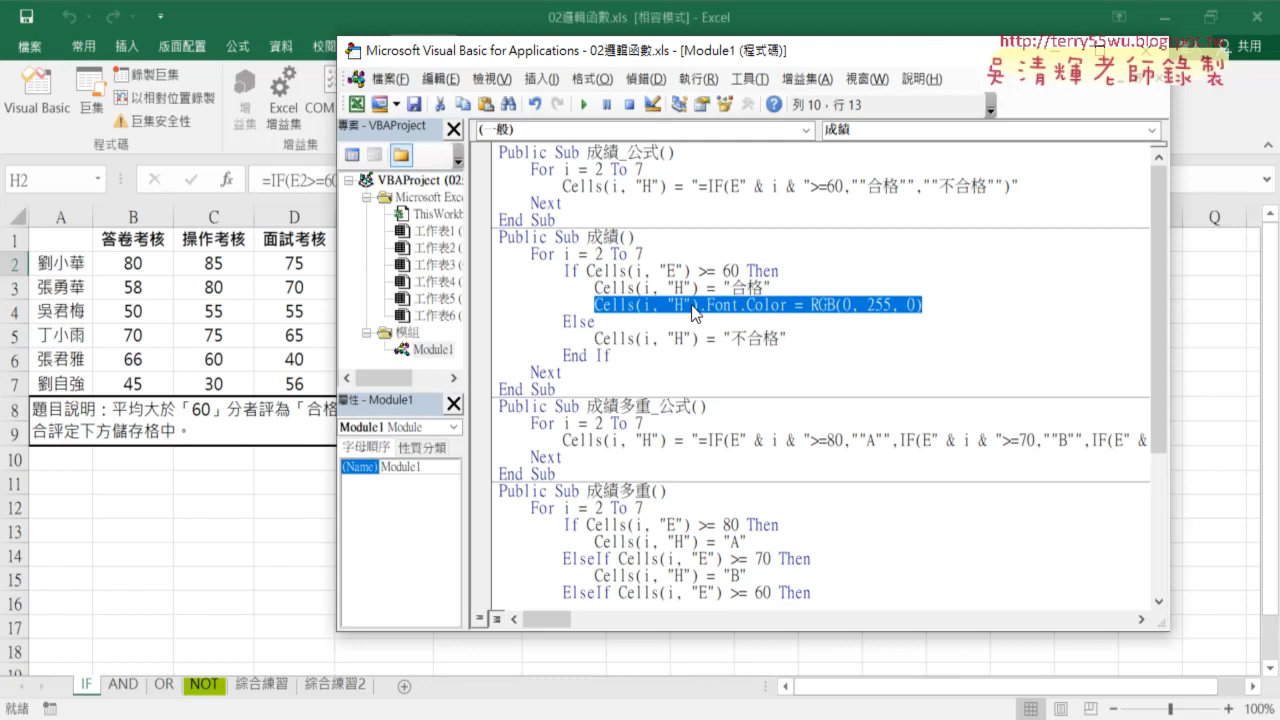 02邏輯函數.xls [相容模式] - Excel
檔案 常用 插入 版面配置 公式 資料 校閱 共用
http://terry55wu.blogspot.tw
吳清輝老師錄製
Visual Basic 巨集 錄製巨集 以相對位置錄製 巨集安全性
增益集 Excel 增益集 COM
程式碼 增益集
H2 fx =IF(E2>=60
A B C D Q
1 答卷考核 操作考核 面試考核
2 劉小華 80 85 75
3 張勇華 58 80 70
4 吳君梅 50 55 55
5 丁小雨 70 75 65
6 張君雅 66 60 40
7 劉自強 45 30 56
8 題目說明：平均大於「60」分者評為「合格
9 合評定下方儲存格中。
10
11
12
13
14
15
16
17
18
19
IF AND OR NOT 綜合練習 綜合練習2
就緒 100%
Microsoft Visual Basic for Applications - 02邏輯函數.xls - [Module1 (程式碼)]
檔案(F) 編輯(E) 檢視(V) 插入(I) 格式(O) 偵錯(D) 執行(R) 工具(T) 增益集(A) 視窗(W) 說明(H)
列 10，行 13
專案 - VBAProject
VBAProject (02
Microsoft Exce
ThisWorkb
工作表1 (
工作表2 (
工作表3 (
工作表4 (
工作表5 (
工作表6 (
模組
Module1
屬性 - Module1
Module1 Module
字母順序 性質分類
(Name) Module1
(一般) 成績
Public Sub 成績_公式()
For i = 2 To 7
Cells(i, "H") = "=IF(E" & i & ">=60,""合格"",""不合格"")"
Next
End Sub
Public Sub 成績()
For i = 2 To 7
If Cells(i, "E") >= 60 Then
Cells(i, "H") = "合格"
Cells(i, "H").Font.Color = RGB(0, 255, 0)
Else
Cells(i, "H") = "不合格"
End If
Next
End Sub
Public Sub 成績多重_公式()
For i = 2 To 7
Cells(i, "H") = "=IF(E" & i & ">=80,""A"",IF(E" & i & ">=70,""B"",IF(E" &
Next
End Sub
Public Sub 成績多重()
For i = 2 To 7
If Cells(i, "E") >= 80 Then
Cells(i, "H") = "A"
ElseIf Cells(i, "E") >= 70 Then
Cells(i, "H") = "B"
ElseIf Cells(i, "E") >= 60 Then